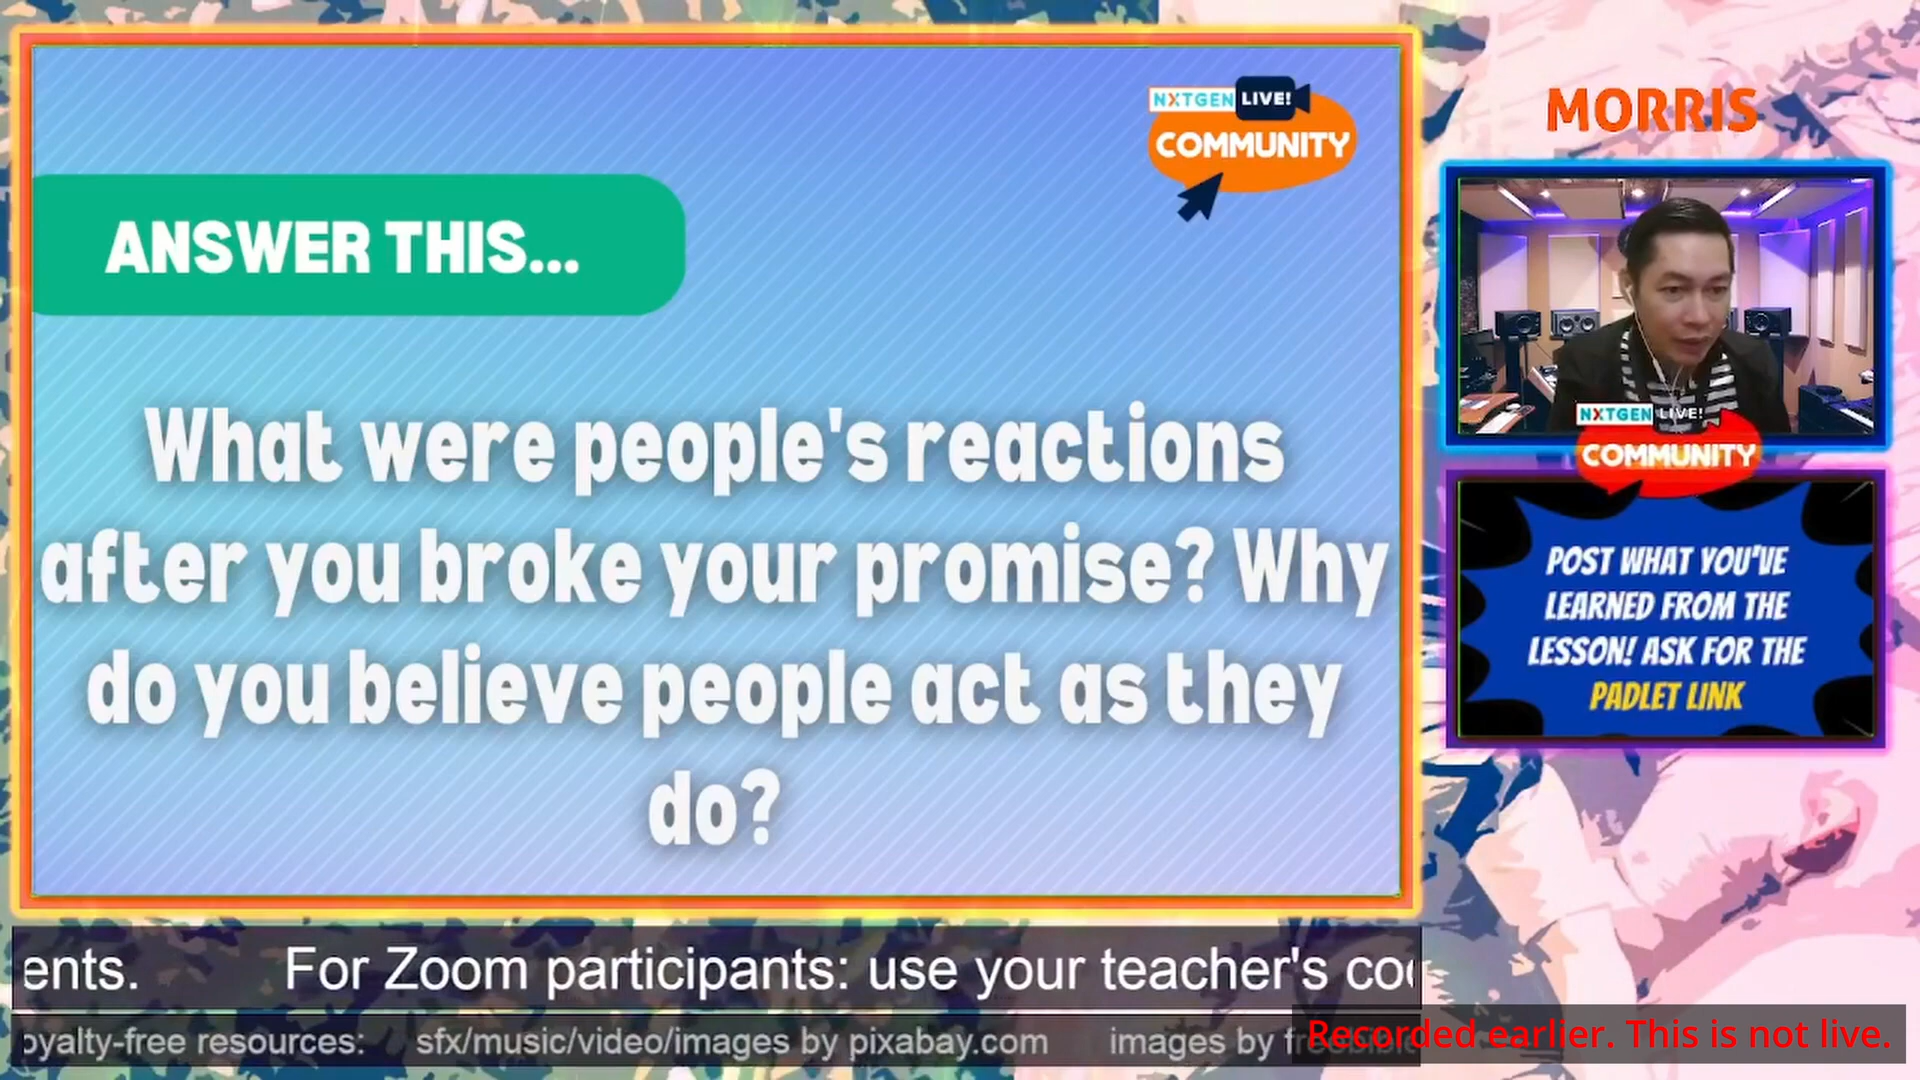 NXTGEN LIVE!
COMMUNITY
ANSWER THIS...
What were people's reactions
after you broke your promise? Why
do you believe people act as they
do?
MORRIS
NXTGEN LIVE!
COMMUNITY
POST WHAT YOU'VE
LEARNED FROM THE
LESSON! ASK FOR THE
PADLET LINK
ents. For Zoom participants: use your teacher's
oyalty-free resources: sfx/music/video/images by pixabay.com images by
Recorded earlier. This is not live.